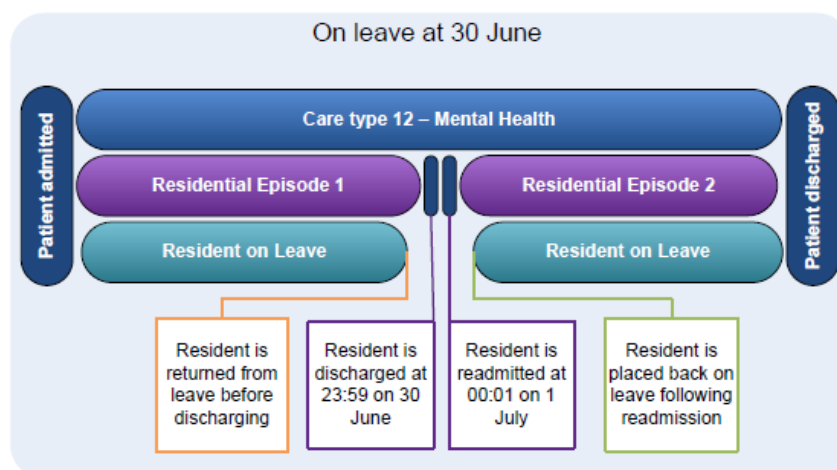 On leave at 30 June
Patient admitted
Care type 12 – Mental Health
Patient discharged
Residential Episode 1
Residential Episode 2
Resident on Leave
Resident on Leave
Resident is
returned from
leave before
discharging
Resident is
discharged at
23:59 on 30
June
Resident is
readmitted at
00:01 on 1
July
Resident is
placed back on
leave following
readmission